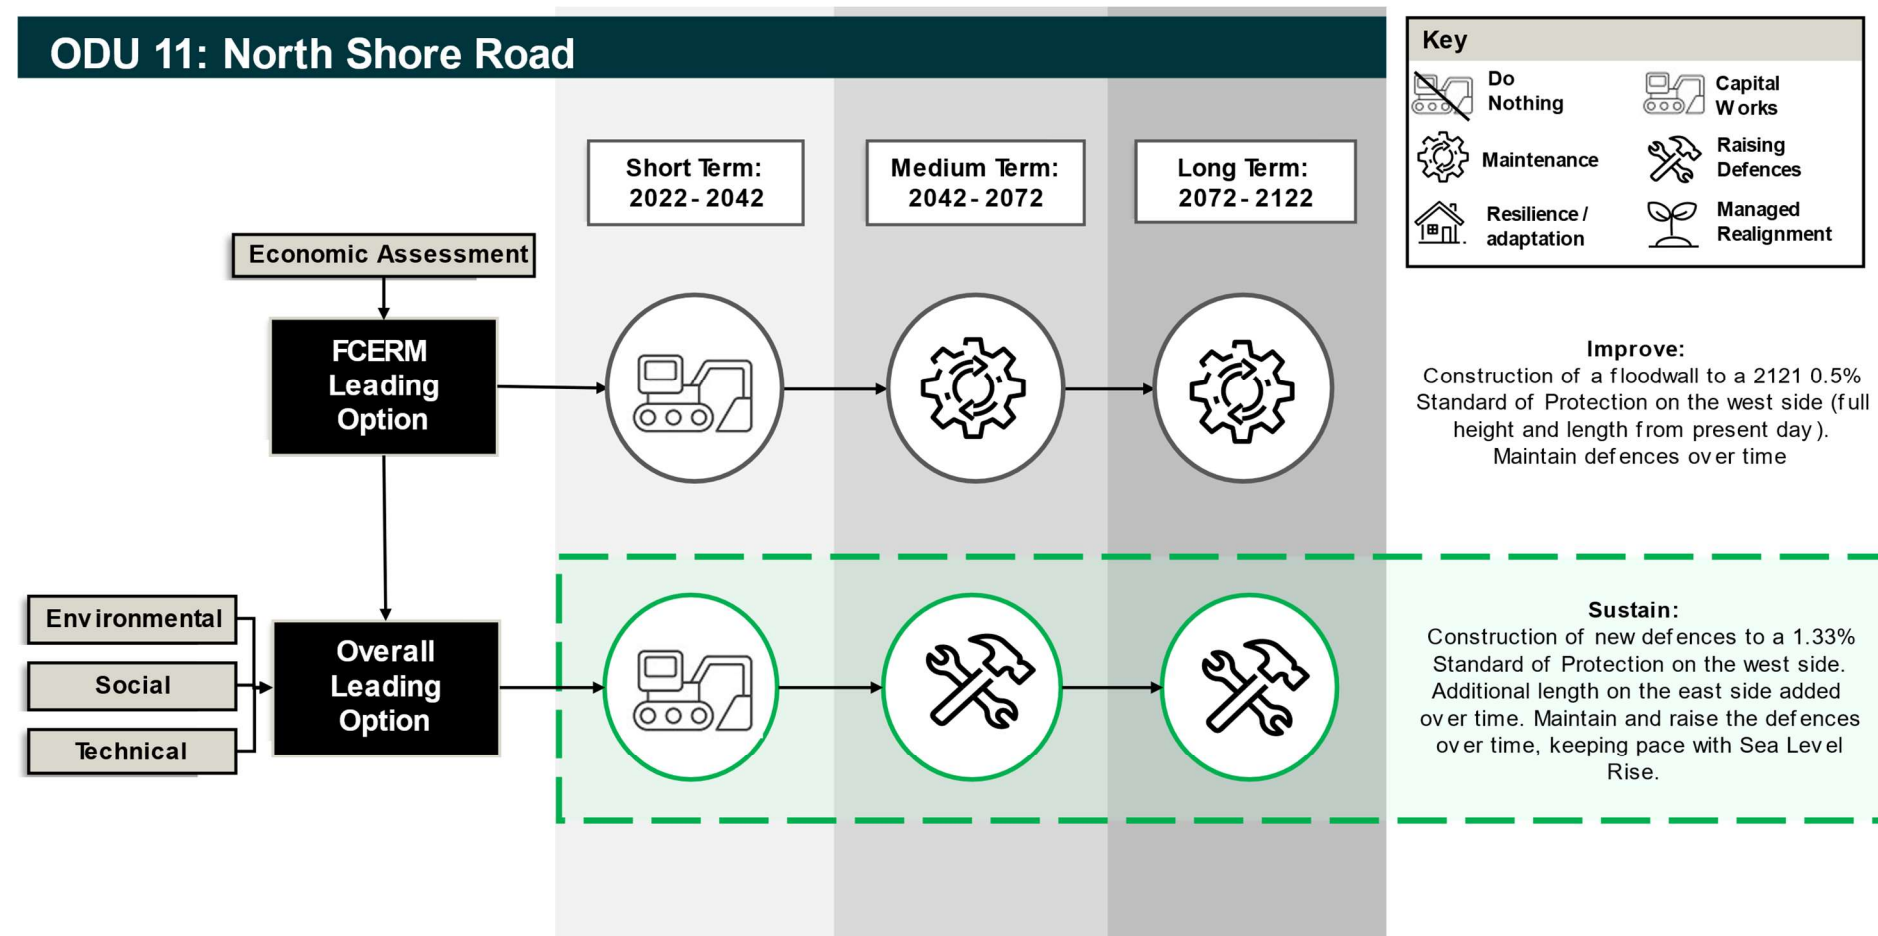 ODU 11: North Shore Road
Key
Do
Nothing
Capital
Works
Maintenance
Raising
Defences
Resilience /
adaptation
Managed
Realignment
Short Term:
2022 - 2042
Medium Term:
2042 - 2072
Long Term:
2072 - 2122
Economic Assessment
FCERM
Leading
Option
Improve:
Construction of a floodwall to a 2121 0.5%
Standard of Protection on the west side (full
height and length from present day).
Maintain defences over time
Environmental
Social
Technical
Overall
Leading
Option
Sustain:
Construction of new defences to a 1.33%
Standard of Protection on the west side.
Additional length on the east side added
over time. Maintain and raise the defences
over time, keeping pace with Sea Level
Rise.